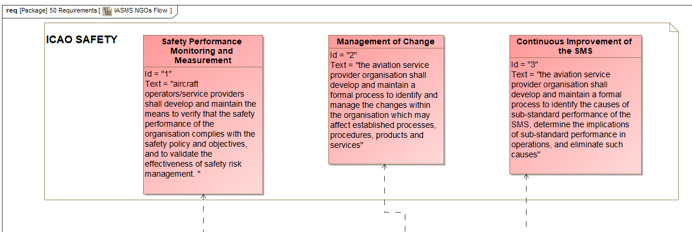 req [Package] 50 Requirements [ IASMS NGOs Flow ]
ICAO SAFETY
Safety Performance
Monitoring and
Measurement
Id = "1"
Text = "aircraft
operators/service providers
shall develop and maintain the
means to verify that the safety
performance of the
organisation complies with the
safety policy and objectives,
and to validate the
effectiveness of safety risk
management. "
Management of Change
Id = "2"
Text = "the aviation service
provider organisation shall
develop and maintain a
formal process to identify and
manage the changes within
the organisation which may
affect established processes,
procedures, products and
services"
Continuous Improvement of
the SMS
Id = "3"
Text = "the aviation service
provider organisation shall
develop and maintain a formal
process to identify the causes of
sub-standard performance of the
SMS, determine the implications
of sub-standard performance in
operations, and eliminate such
causes"